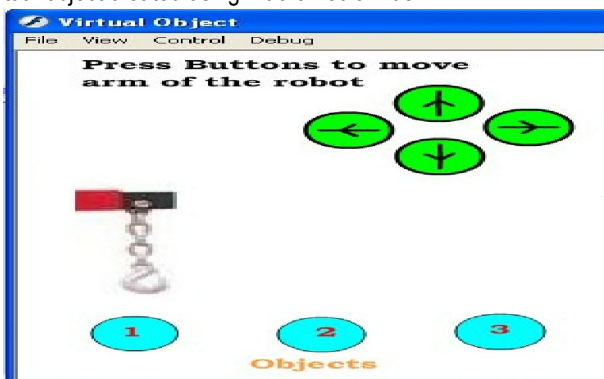 Virtual Object
File View Control Debug
Press Buttons to move
arm of the robot
1 2 3
Objects